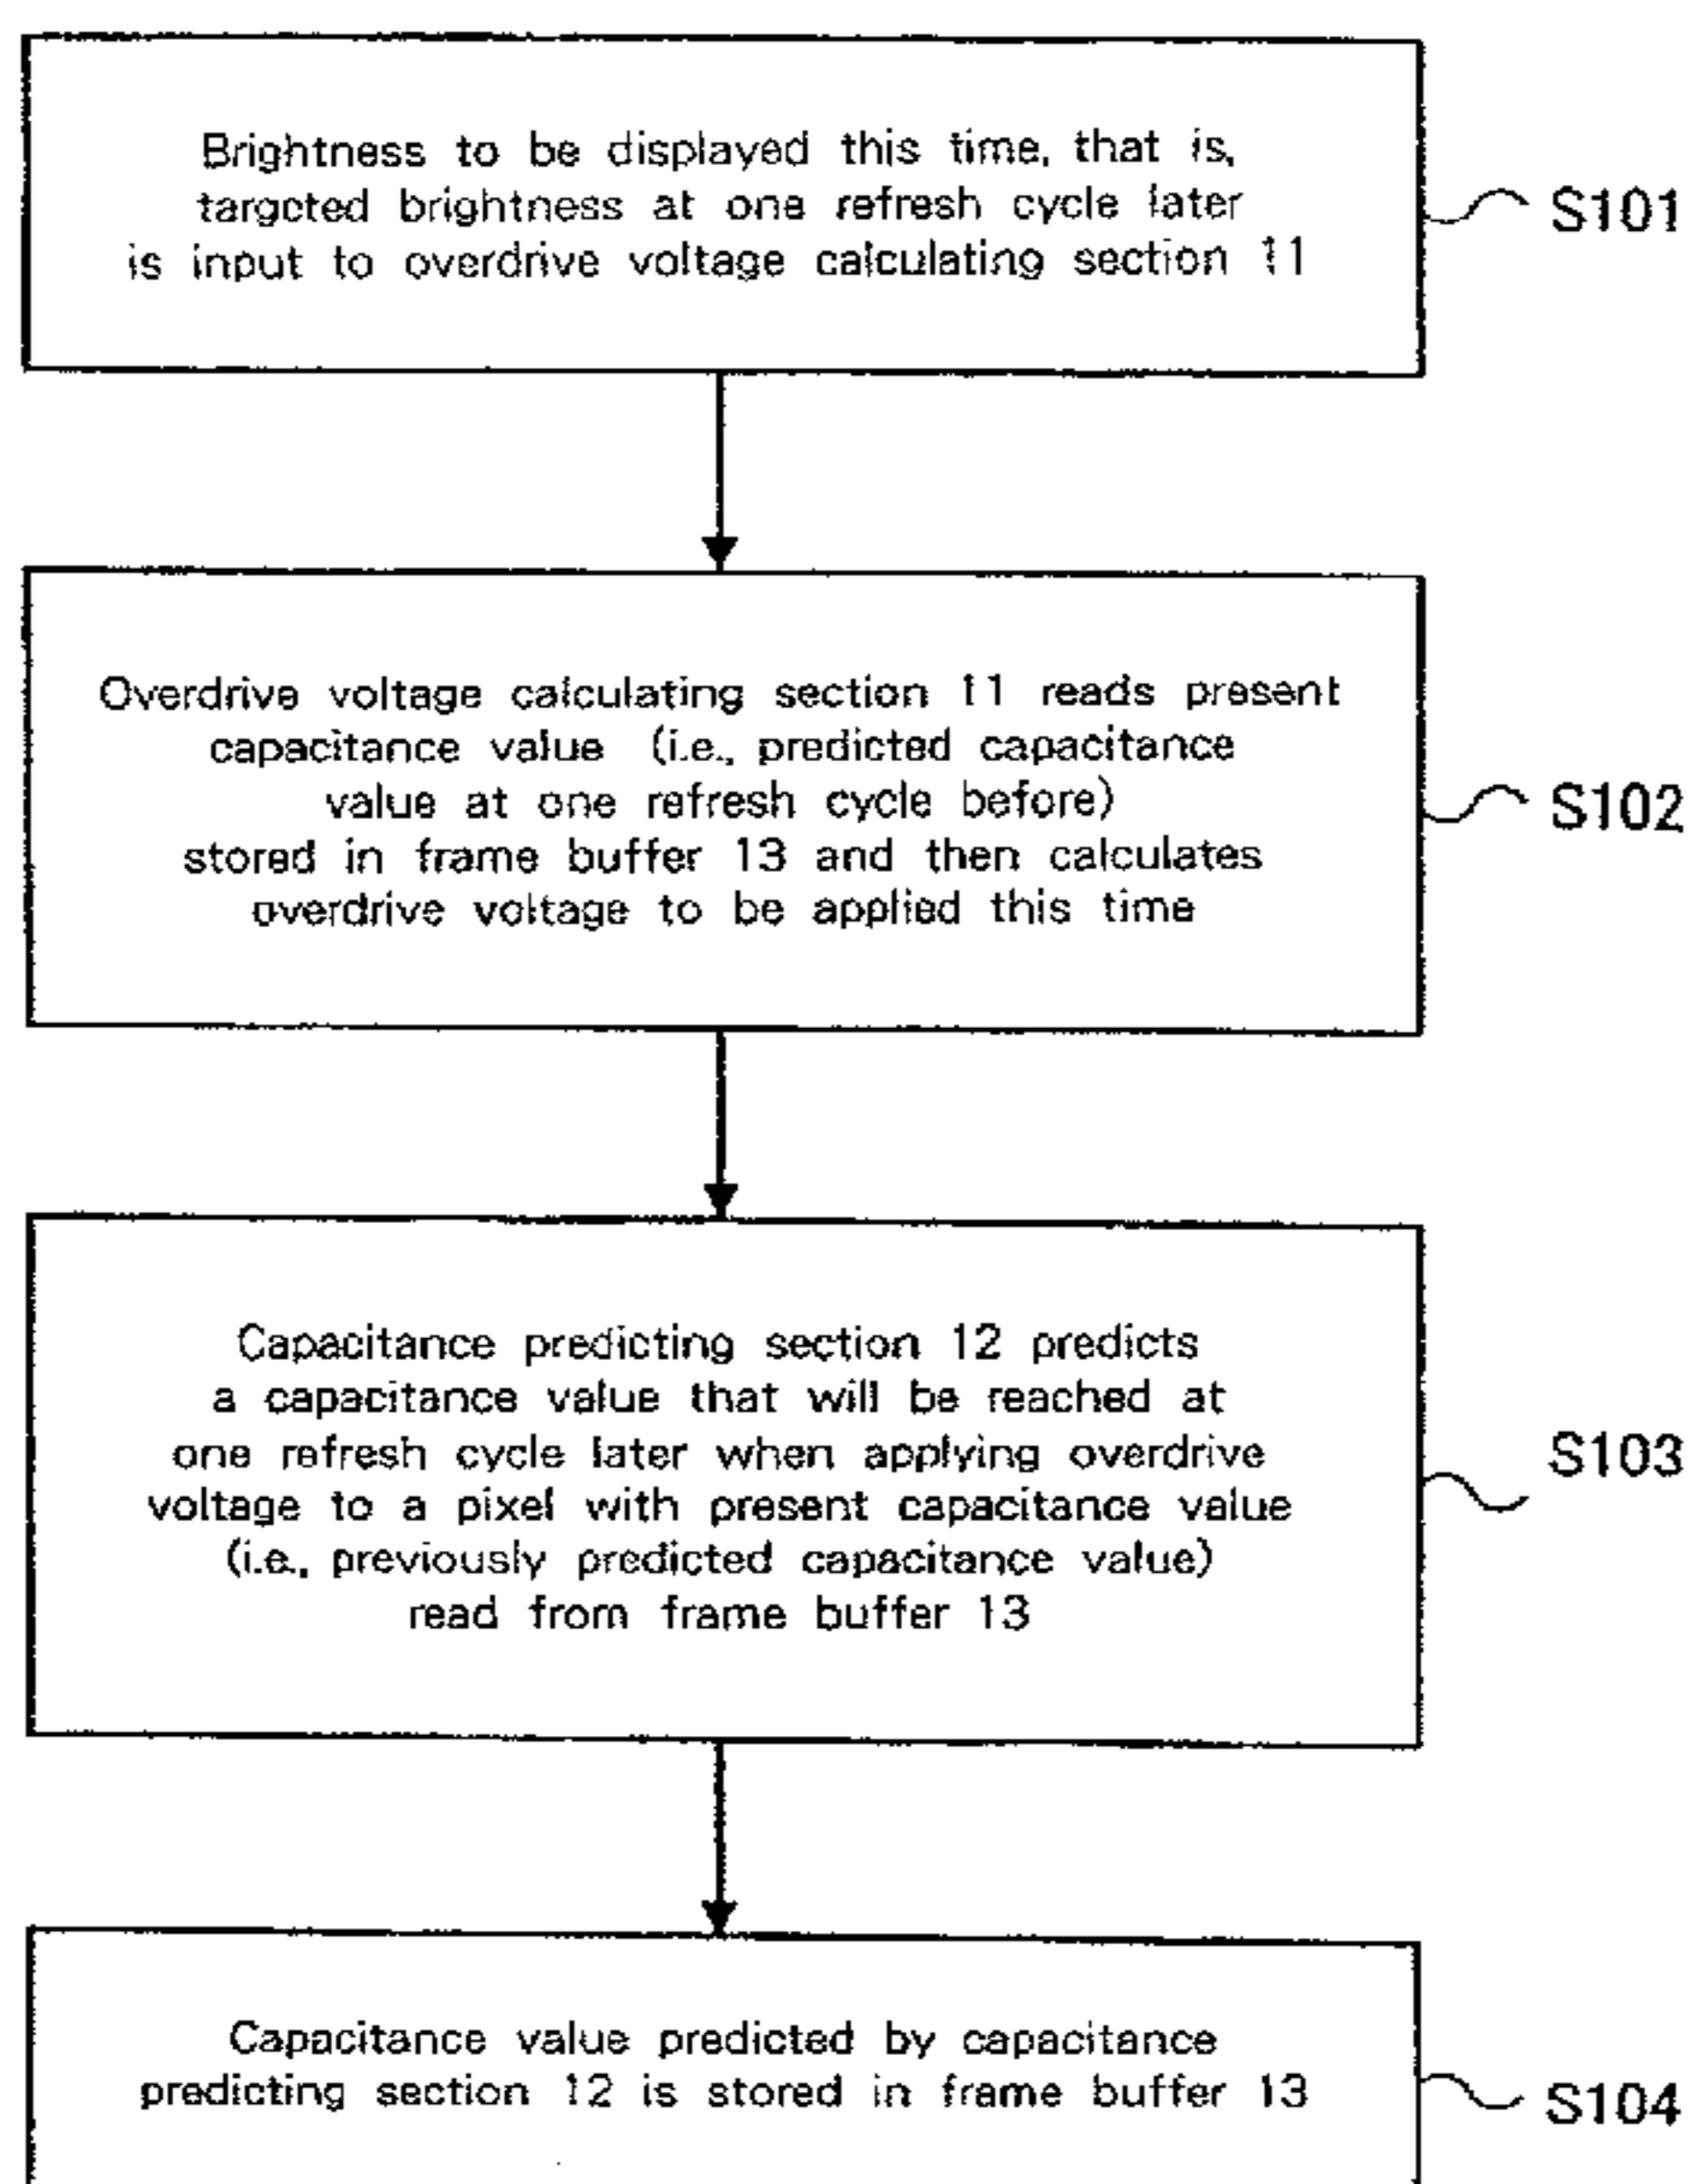 Brightness to be displayed this time, that is,
targeted brightness at one refresh cycle later
is input to overdrive voltage calculating section 11
S101
Overdrive voltage calculating section 11 reads present
capacitance value (i.e., predicted capacitance
value at one refresh cycle before)
stored in frame buffer 13 and then calculates
overdrive voltage to be applied this time
S102
Capacitance predicting section 12 predicts
a capacitance value that will be reached at
one refresh cycle later when applying overdrive
voltage to a pixel with present capacitance value
(i.e., previously predicted capacitance value)
read from frame buffer 13
S103
Capacitance value predicted by capacitance
predicting section 12 is stored in frame buffer 13
S104